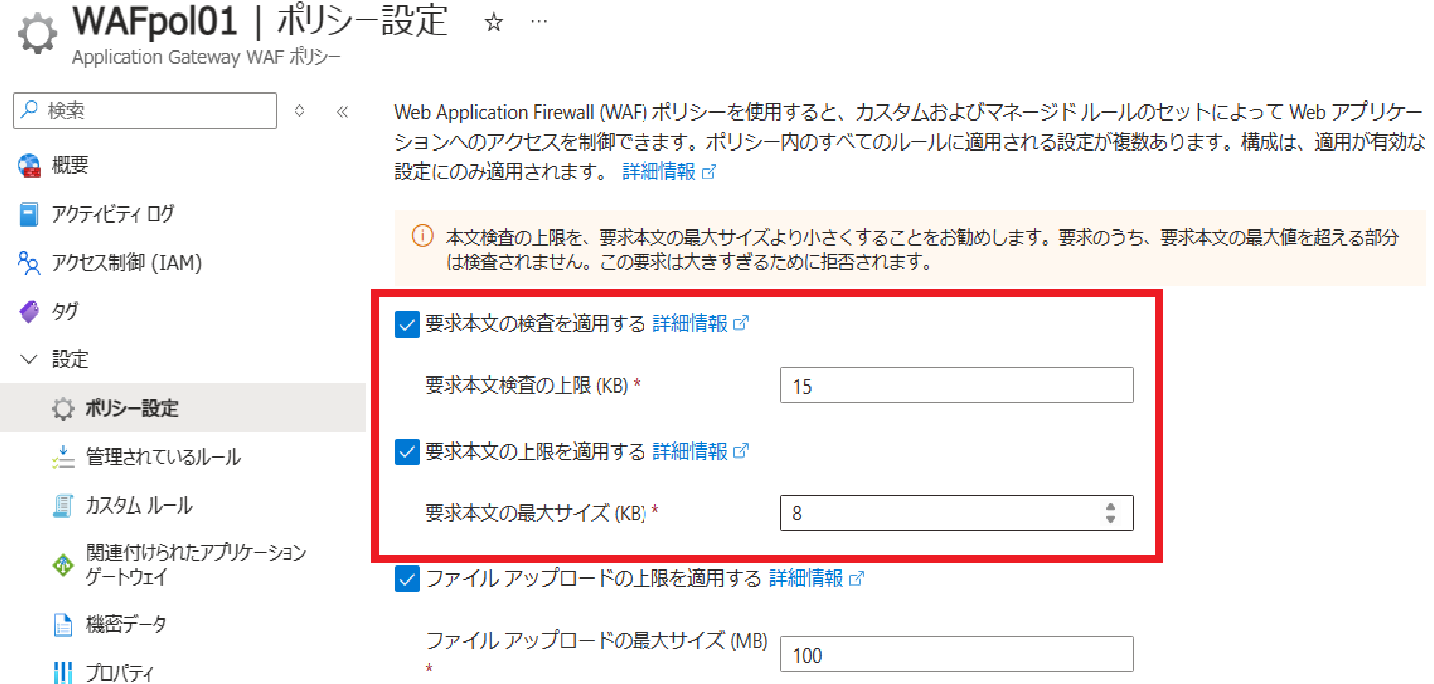 WAFpol01 | ポリシー設定
Application Gateway WAF ポリシー
検索
概要
アクティビティ ログ
アクセス制御 (IAM)
タグ
設定
ポリシー設定
管理されているルール
カスタム ルール
関連付けられたアプリケーション
ゲートウェイ
機密データ
プロパティ
Web Application Firewall (WAF) ポリシーを使用すると、カスタムおよびマネージド ルールのセットによって Web アプリケー
ションへのアクセスを制御できます。ポリシー内のすべてのルールに適用される設定が複数あります。構成は、適用が有効な
設定にのみ適用されます。 詳細情報
本文検査の上限を、要求本文の最大サイズより小さくすることをお勧めします。要求のうち、要求本文の最大値を超える部分
は検査されません。この要求は大きすぎるために拒否されます。
要求本文の検査を適用する 詳細情報
要求本文検査の上限 (KB) * 15
要求本文の上限を適用する 詳細情報
要求本文の最大サイズ (KB) * 8
ファイル アップロードの上限を適用する 詳細情報
ファイル アップロードの最大サイズ (MB)
* 100